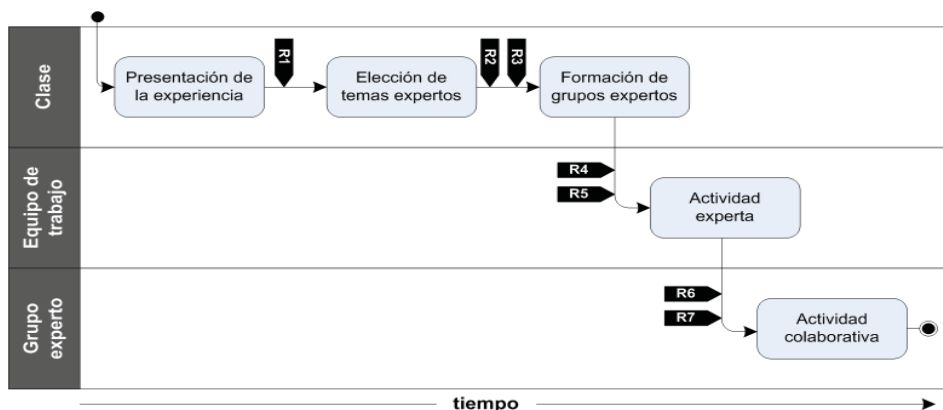 Clase
Presentación de
la experiencia
R1
Elección de
temas expertos
R2
R3
Formación de
grupos expertos
Equipo de
trabajo
R4
R5
Actividad
experta
Grupo
experto
R6
R7
Actividad
colaborativa
tiempo